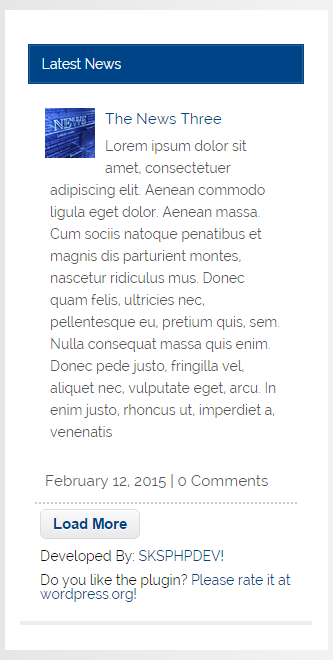 Latest News
NEWS
The News Three
Lorem ipsum dolor sit
amet, consectetuer
adipiscing elit. Aenean commodo
ligula eget dolor. Aenean massa.
Cum sociis natoque penatibus et
magnis dis parturient montes,
nascetur ridiculus mus. Donec
quam felis, ultricies nec,
pellentesque eu, pretium quis, sem.
Nulla consequat massa quis enim.
Donec pede justo, fringilla vel,
aliquet nec, vulputate eget, arcu. In
enim justo, rhoncus ut, imperdiet a,
venenatis
February 12, 2015 | 0 Comments
Load More
Developed By: SKSPHPDEV!
Do you like the plugin? Please rate it at
wordpress.org!